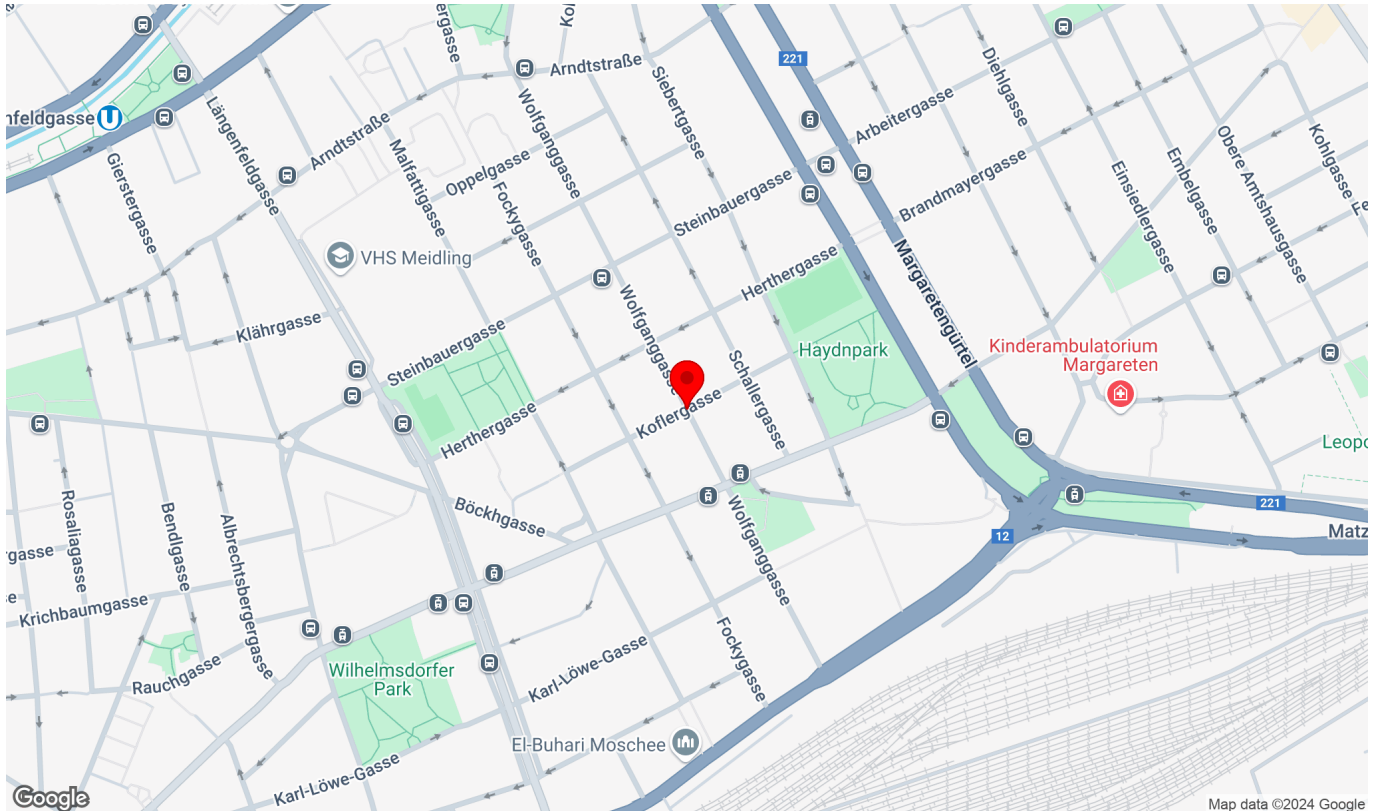 221
Arndtstraße
Siebertgasse
Diehlgasse
Längenfeldgasse
nfeldgasse
U
Wolfganggasse
Arbeitergasse
Obere Amtshausgasse
Kohlgasse
Arndtstraße
Malfattigasse
Oppelgasse
Fockygasse
Steinbauergasse
Brandmayergasse
Einsiedlergasse
Embelgasse
Gierstergasse
VHS Meidling
Herthergasse
Margaretengürtel
Klährgasse
Wolfganggasse
Steinbauergasse
Schallergasse
Haydnpark
Kinderambulatorium
Margareten
Koflergasse
Herthergasse
Leopo
Rosaliagasse
Bendlgasse
Albrechtsbergergasse
Böckhgasse
Wolfganggasse
221
12
Matz
rgasse
Krichbaumgasse
Fockygasse
Rauchgasse
Wilhelmsdorfer
Park
Karl-Löwe-Gasse
El-Buhari Moschee
Karl-Löwe-Gasse
Google
Map data ©2024 Google